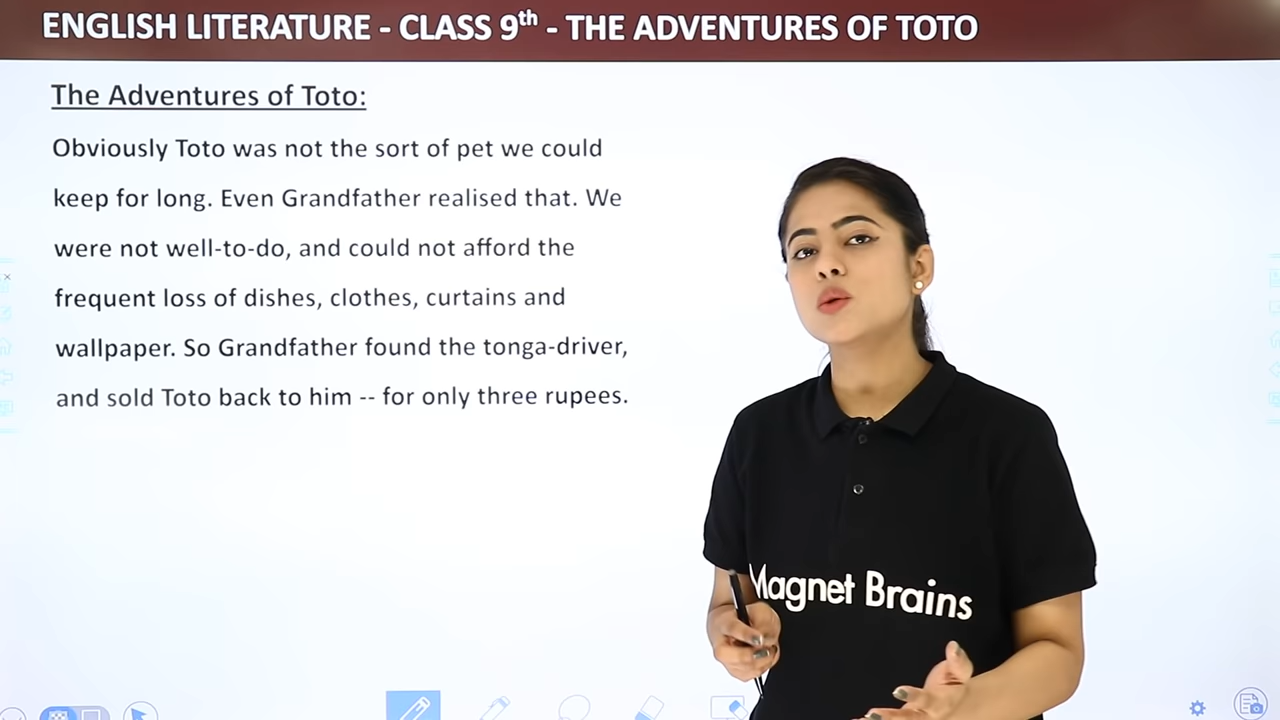 ENGLISH LITERATURE - CLASS 9th - THE ADVENTURES OF TOTO
The Adventures of Toto:
Obviously Toto was not the sort of pet we could
keep for long. Even Grandfather realised that. We
were not well-to-do, and could not afford the
frequent loss of dishes, clothes, curtains and
wallpaper. So Grandfather found the tonga-driver,
and sold Toto back to him -- for only three rupees.
Magnet Brains